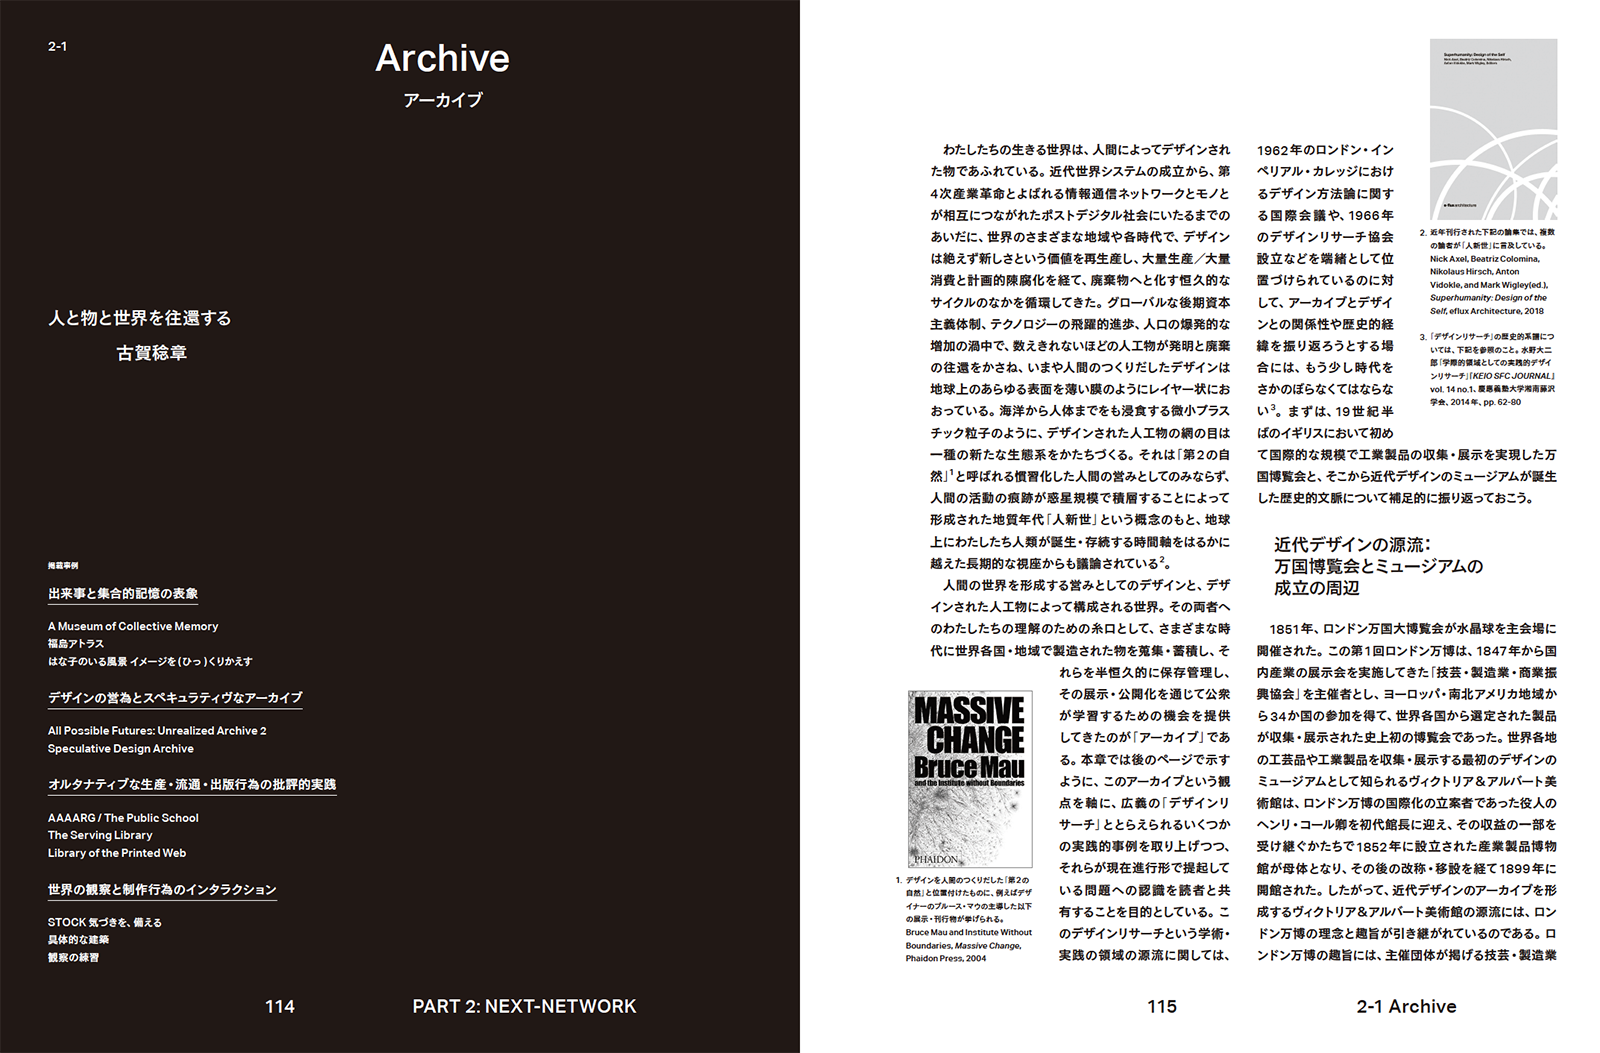 2-1
Archive
アーカイブ
人と物と世界を往還する
古賀稔章
掲載事例
出来事と集合的記憶の表象
A Museum of Collective Memory
福島アトラス
はな子のいる風景 イメージを(ひっ)くりかえす
デザインの営為とスペキュラティヴなアーカイブ
All Possible Futures: Unrealized Archive 2
Speculative Design Archive
オルタナティブな生産・流通・出版行為の批評的実践
AAAARG / The Public School
The Serving Library
Library of the Printed Web
世界の観察と制作行為のインタラクション
STOCK 気づきを、備える
具体的な建築
観察の練習
114
PART 2: NEXT-NETWORK
わたしたちの生きる世界は、人間によってデザインされ
た物であふれている。近代世界システムの成立から、第
4次産業革命とよばれる情報通信ネットワークとモノと
が相互につながれたポストデジタル社会にいたるまでの
あいだに、世界のさまざまな地域や各時代で、デザイン
は絶えず新しさという価値を再生産し、大量生産／大量
消費と計画的陳腐化を経て、廃棄物へと化す恒久的な
サイクルのなかを循環してきた。グローバルな後期資本
主義体制、テクノロジーの飛躍的進歩、人口の爆発的な
増加の渦中で、数えきれないほどの人工物が発明と廃棄
の往還をかさね、いまや人間のつくりだしたデザインは
地球上のあらゆる表面を薄い膜のようにレイヤー状にお
おっている。海洋から人体までをも浸食する微小プラス
チック粒子のように、デザインされた人工物の網の目は
一種の新たな生態系をかたちづくる。それは「第2の自
然」1と呼ばれる慣習化した人間の営みとしてのみならず、
人間の活動の痕跡が惑星規模で積層することによって
形成された地質年代「人新世」という概念のもと、地球
上にわたしたち人類が誕生・存続する時間軸をはるかに
越えた長期的な視座からも議論されている2。
人間の世界を形成する営みとしてのデザインと、デザ
インされた人工物によって構成される世界。その両者へ
のわたしたちの理解のための糸口として、さまざまな時
代に世界各国・地域で製造された物を蒐集・蓄積し、そ
れらを半恒久的に保存管理し、
その展示・公開化を通じて公衆
が学習するための機会を提供
してきたのが「アーカイブ」であ
る。本章では後のページで示す
ように、このアーカイブという観
点を軸に、広義の「デザインリ
サーチ」ととらえられるいくつか
の実践的事例を取り上げつつ、
それらが現在進行形で提起して
いる問題への認識を読者と共
有することを目的としている。こ
のデザインリサーチという学術・
実践の領域の源流に関しては、
MASSIVE
CHANGE
Bruce Mau
and the Institute without Boundaries
PHAIDON
1. デザインを人間のつくりだした「第2の
自然」と位置付けたものに、例えばデザ
イナーのブルース・マウの主導した以下
の展示・刊行物が挙げられる。
Bruce Mau and Institute Without
Boundaries, Massive Change,
Phaidon Press, 2004
1962年のロンドン・イン
ペリアル・カレッジにおけ
るデザイン方法論に関す
る国際会議や、1966年
のデザインリサーチ協会
設立などを端緒として位
置づけられているのに対
して、アーカイブとデザイ
ンとの関係性や歴史的経
緯を振り返ろうとする場
合には、もう少し時代を
さかのぼらなくてはならな
い3。まずは、19世紀半
ばのイギリスにおいて初め
て国際的な規模で工業製品の収集・展示を実現した万
国博覧会と、そこから近代デザインのミュージアムが誕生
した歴史的文脈について補足的に振り返っておこう。
近代デザインの源流：
万国博覧会とミュージアムの
成立の周辺
1851年、ロンドン万国大博覧会が水晶球を主会場に
開催された。この第1回ロンドン万博は、1847年から国
内産業の展示会を実施してきた「技芸・製造業・商業振
興協会」を主催者とし、ヨーロッパ・南北アメリカ地域か
ら34か国の参加を得て、世界各国から選定された製品
が収集・展示された史上初の博覧会であった。世界各地
の工芸品や工業製品を収集・展示する最初のデザインの
ミュージアムとして知られるヴィクトリア&アルバート美
術館は、ロンドン万博の国際化の立案者であった役人の
ヘンリ・コール卿を初代館長に迎え、その収益の一部を
受け継ぐかたちで1852年に設立された産業製品博物
館が母体となり、その後の改称・移設を経て1899年に
開館された。したがって、近代デザインのアーカイブを形
成するヴィクトリア&アルバート美術館の源流には、ロン
ドン万博の理念と趣旨が引き継がれているのである。ロ
ンドン万博の趣旨には、主催団体が掲げる技芸・製造業
Superhumanity: Design of the Self
Nick Axel, Beatriz Colomina, Nikolaus Hirsch,
Anton Vidokle, Mark Wigley, Editors
e-flux architecture
2. 近年刊行された下記の論集では、複数
の論者が「人新世」に言及している。
Nick Axel, Beatriz Colomina,
Nikolaus Hirsch, Anton
Vidokle, and Mark Wigley(ed.),
Superhumanity: Design of the
Self, eflux Architecture, 2018
3. 「デザインリサーチ」の歴史的系譜につ
いては、下記を参照のこと。水野大二
郎「学際的領域としての実践的デザイ
ンリサーチ」『KEIO SFC JOURNAL』
vol. 14 no.1、慶應義塾大学湘南藤沢
学会、2014年、pp. 62-80
115
2-1 Archive